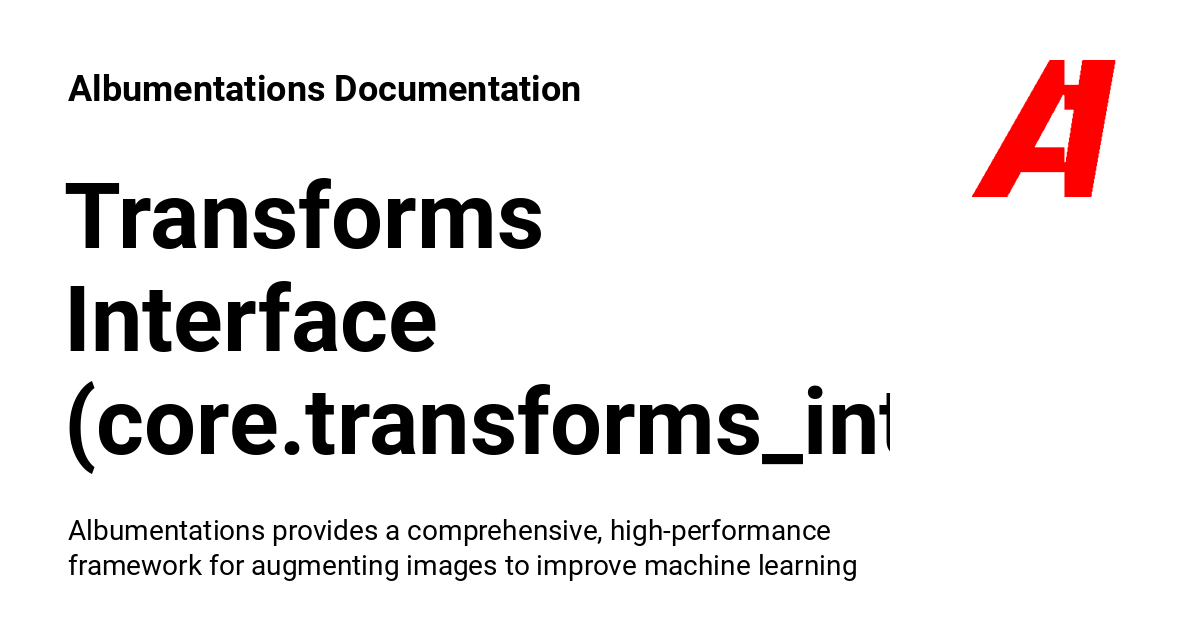 Albumentations Documentation
Transforms
Interface
(core.transforms_int
Albumentations provides a comprehensive, high-performance
framework for augmenting images to improve machine learning